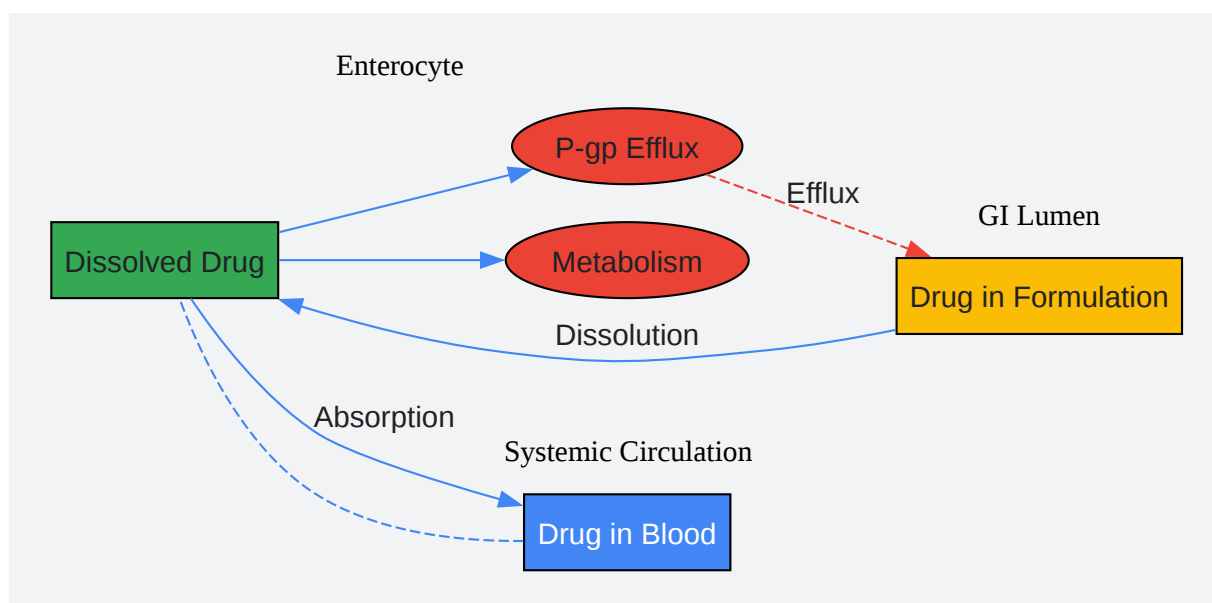 Enterocyte
P-gp Efflux
Efflux
GI Lumen
Dissolved Drug
Metabolism
Drug in Formulation
Dissolution
Absorption
Systemic Circulation
Drug in Blood